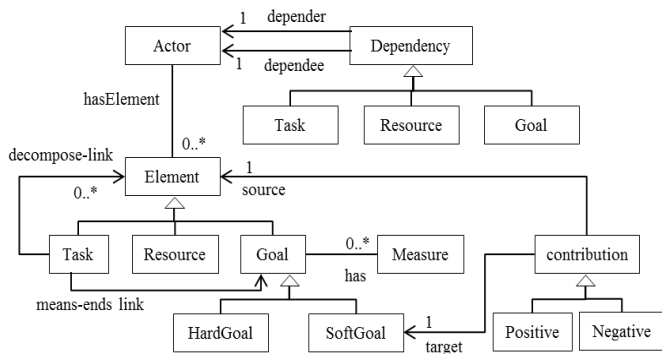 1 depender
Actor Dependency
1 dependee
hasElement
Task Resource Goal
decompose-link 0..* 1
0..* Element source
Task Resource Goal 0..* Measure contribution
has
means-ends link
HardGoal SoftGoal 1 Positive Negative
target